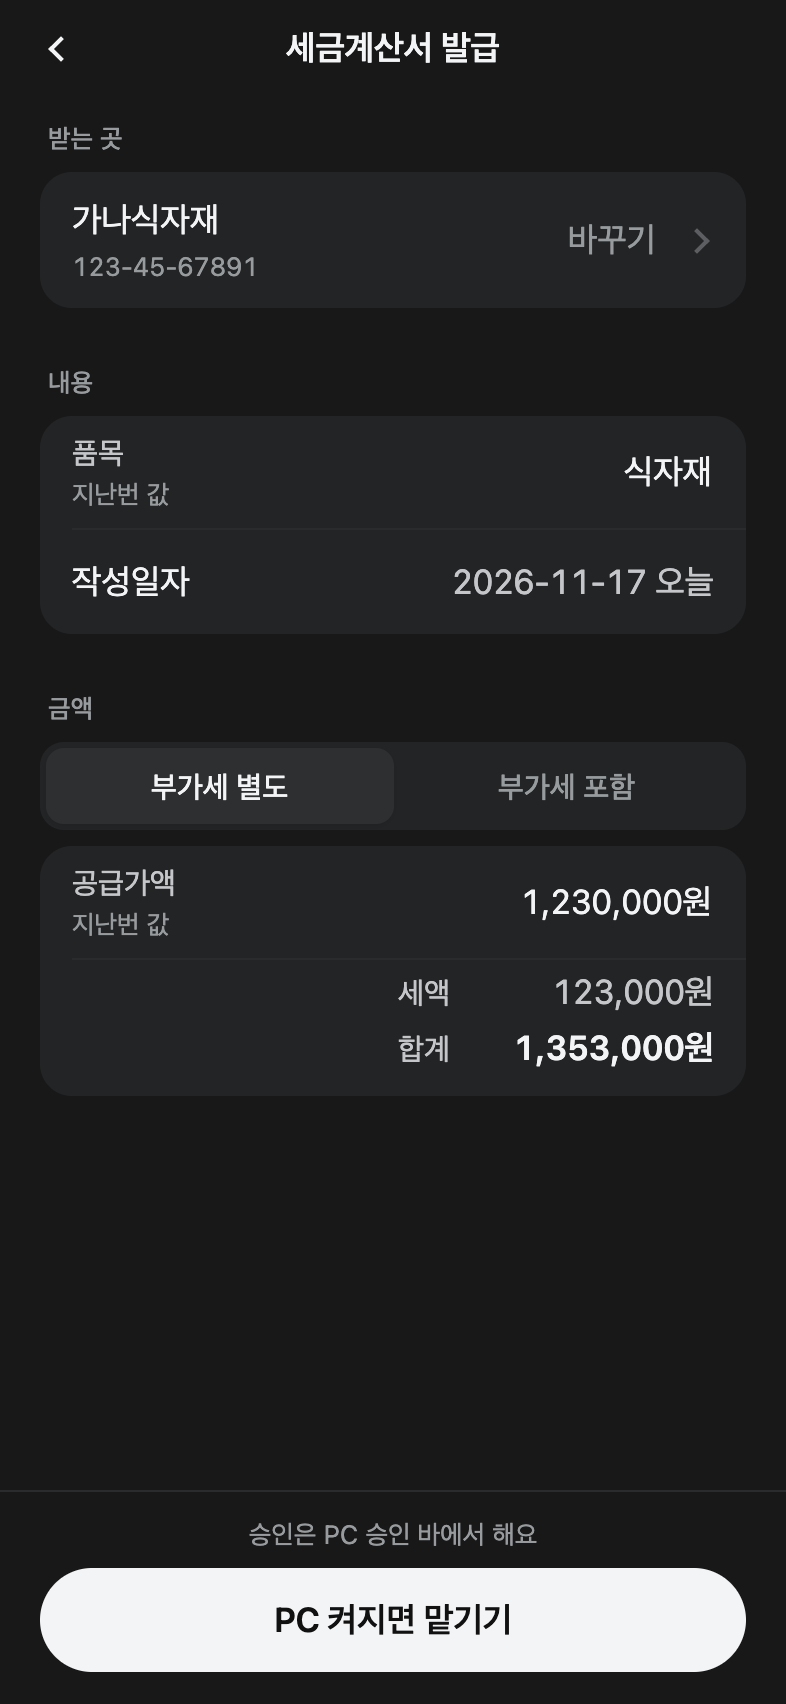 세금계산서 발급
받는 곳
가나식자재
123-45-67891
바꾸기
내용
품목
지난번 값
식자재
작성일자
2026-11-17 오늘
금액
부가세 별도
부가세 포함
공급가액
지난번 값
1,230,000원
세액 123,000원
합계 1,353,000원
승인은 PC 승인 바에서 해요
PC 켜지면 맡기기